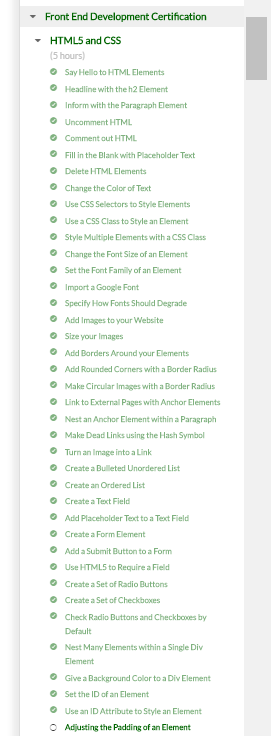 Front End Development Certification
HTML5 and CSS
(5 hours)
Say Hello to HTML Elements
Headline with the h2 Element
Inform with the Paragraph Element
Uncomment HTML
Comment out HTML
Fill in the Blank with Placeholder Text
Delete HTML Elements
Change the Color of Text
Use CSS Selectors to Style Elements
Use a CSS Class to Style an Element
Style Multiple Elements with a CSS Class
Change the Font Size of an Element
Set the Font Family of an Element
Import a Google Font
Specify How Fonts Should Degrade
Add Images to your Website
Size your Images
Add Borders Around your Elements
Add Rounded Corners with a Border Radius
Make Circular Images with a Border Radius
Link to External Pages with Anchor Elements
Nest an Anchor Element within a Paragraph
Make Dead Links using the Hash Symbol
Turn an Image into a Link
Create a Bulleted Unordered List
Create an Ordered List
Create a Text Field
Add Placeholder Text to a Text Field
Create a Form Element
Add a Submit Button to a Form
Use HTML5 to Require a Field
Create a Set of Radio Buttons
Create a Set of Checkboxes
Check Radio Buttons and Checkboxes by
Default
Nest Many Elements within a Single Div
Element
Give a Background Color to a Div Element
Set the ID of an Element
Use an ID Attribute to Style an Element
Adjusting the Padding of an Element